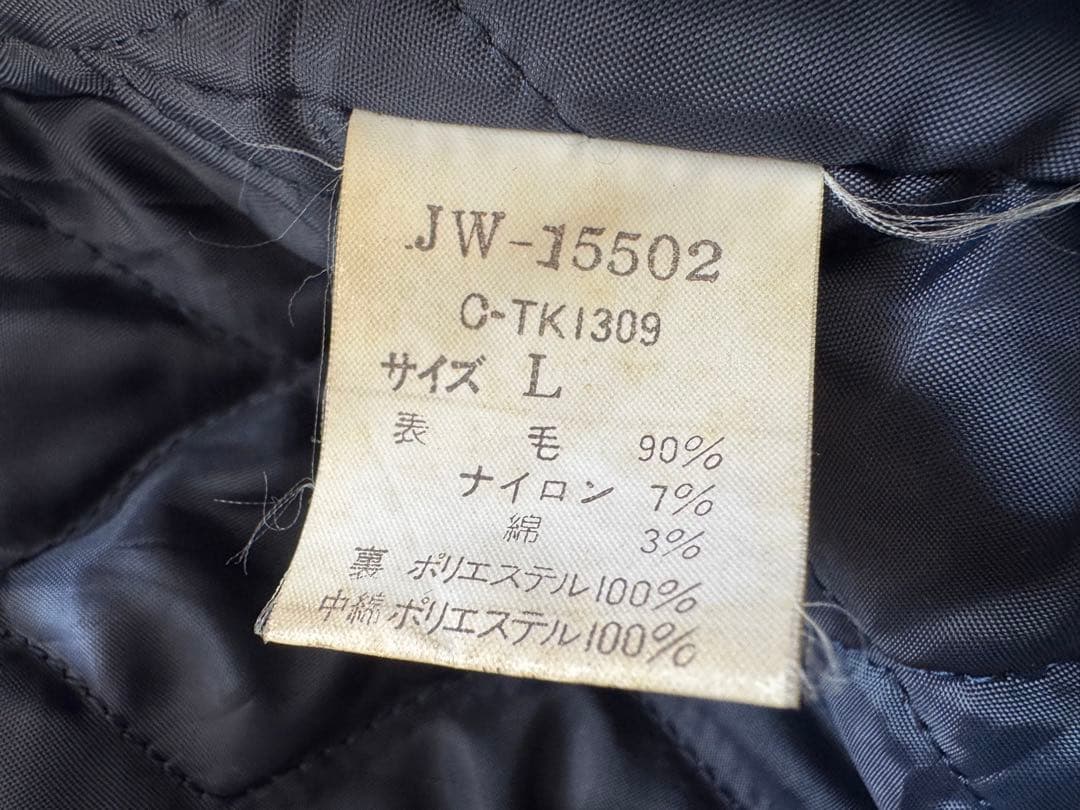 JW-15502
C-TK1309
サイズ L
表 毛 90%
ナイロン 7%
綿 3%
裏 ポリエステル100%
中綿 ポリエステル100%